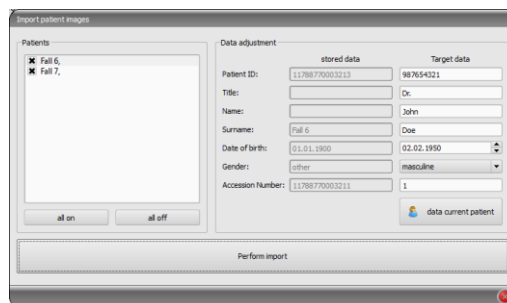 Import patient images
Patients
Fall 6,
Fall 7,
all on
all off
Data adjustment
stored data Target data
Patient ID: 11788770003213 987654321
Title: Dr.
Name: John
Surname: Fall 6 Doe
Date of birth: 01.01.1900 02.02.1950
Gender: other masculine
Accession Number: 11788770003211 1
data current patient
Perform import